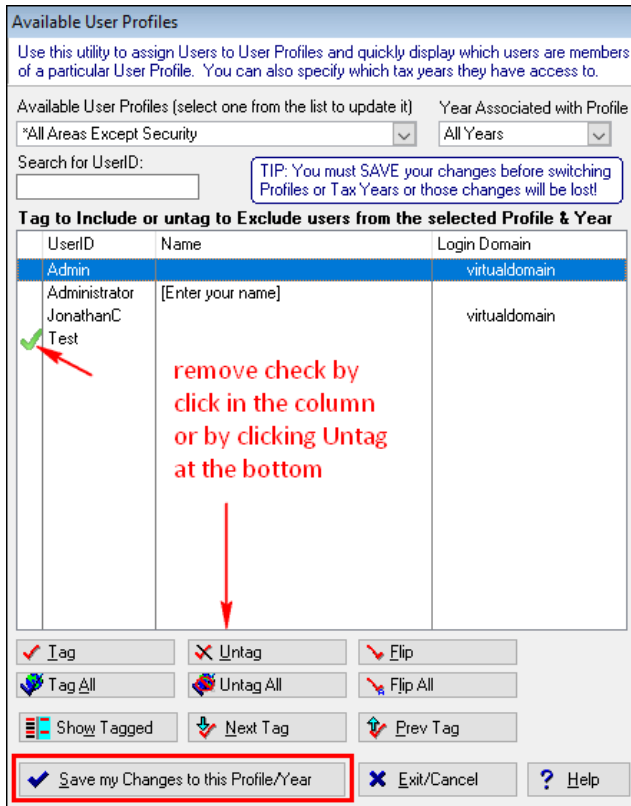 Available User Profiles
Use this utility to assign Users to User Profiles and quickly display which users are members
of a particular User Profile. You can also specify which tax years they have access to.
Available User Profiles (select one from the list to update it) Year Associated with Profile
*All Areas Except Security All Years
Search for UserID:
TIP: You must SAVE your changes before switching
Profiles or Tax Years or those changes will be lost!
Tag to Include or untag to Exclude users from the selected Profile & Year
UserID Name Login Domain
Admin virtualdomain
Administrator [Enter your name]
JonathanC virtualdomain
Test
remove check by
click in the column
or by clicking Untag
at the bottom
Tag Untag Flip
Tag All Untag All Flip All
Show Tagged Next Tag Prev Tag
Save my Changes to this Profile/Year Exit/Cancel ? Help